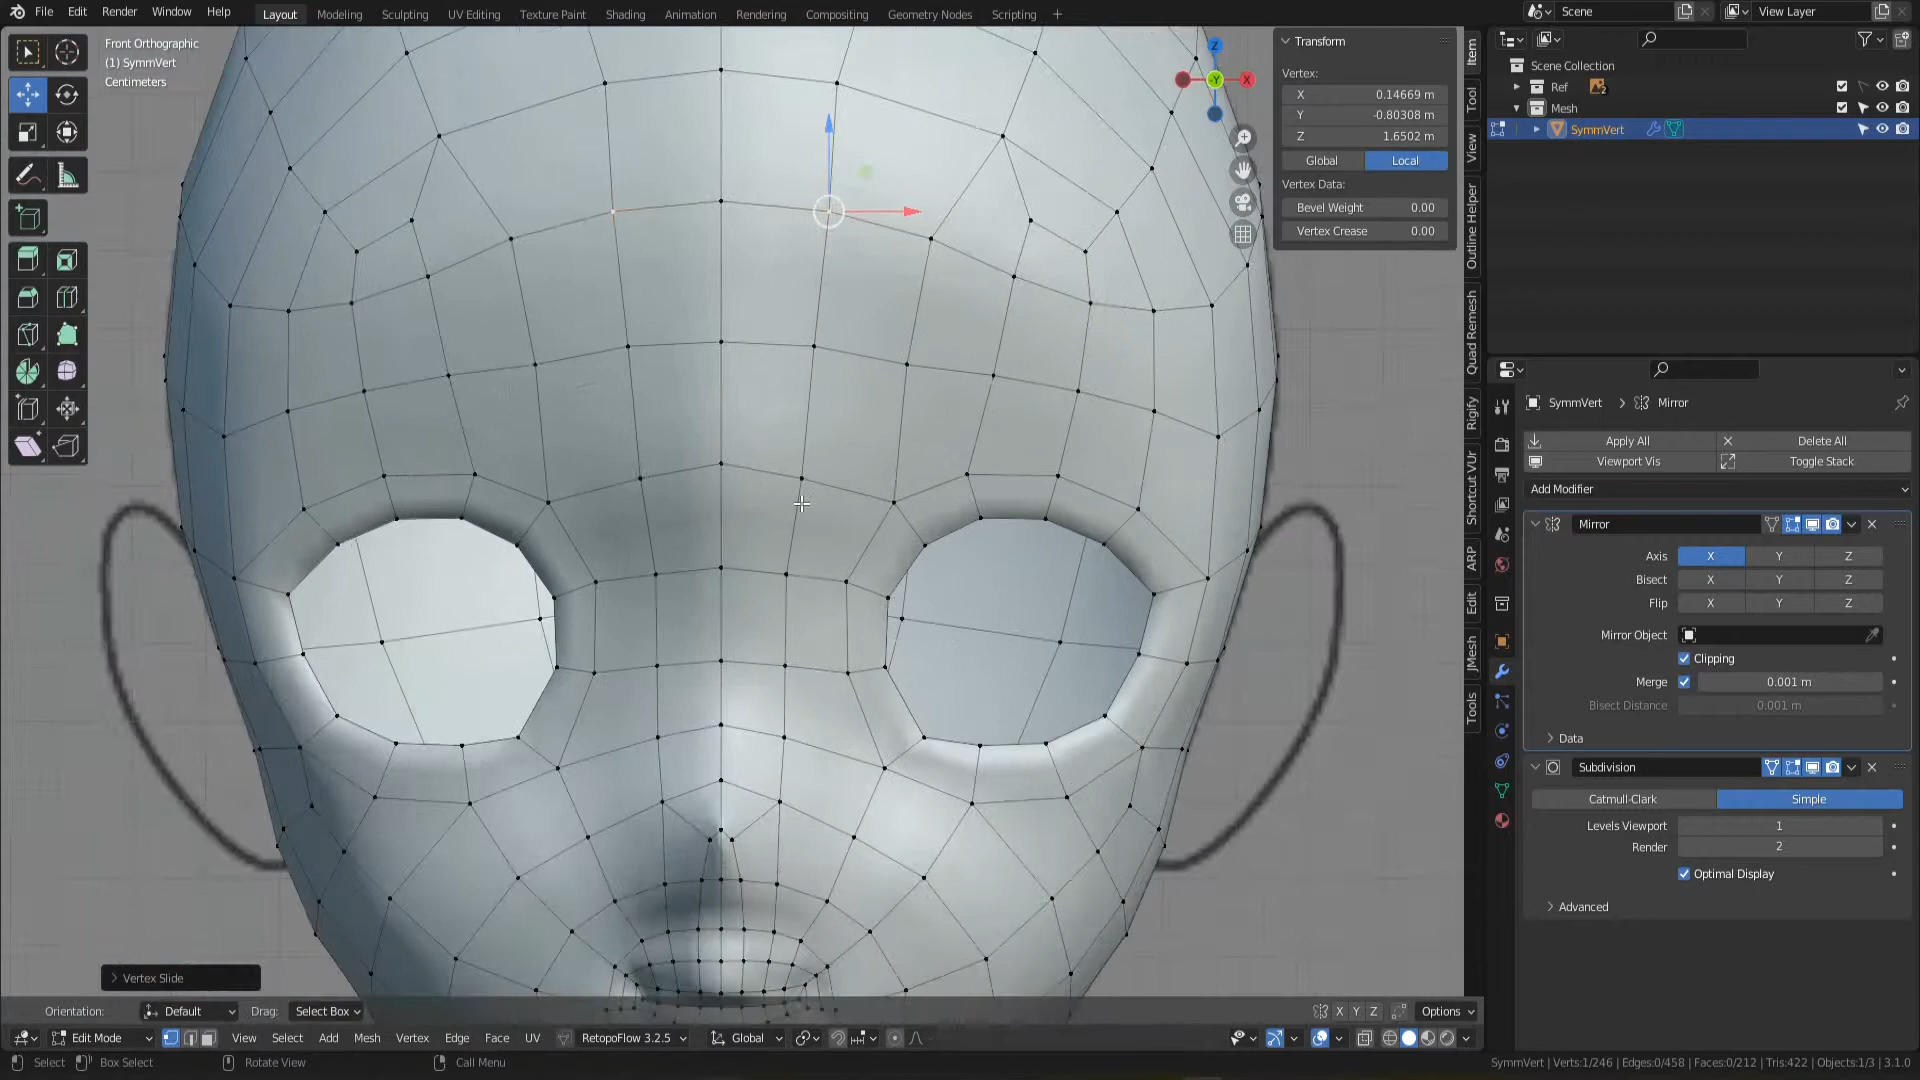 File Edit Render Window Help Layout Modeling Sculpting UV Editing Texture Paint Shading Animation Rendering Compositing Geometry Nodes Scripting + Scene View Layer
Front Orthographic
(1) SymmVert
Centimeters
Transform
Vertex:
X 0.14669 m
Y -0.80308 m
Z 1.6502 m
Global Local
Vertex Data:
Bevel Weight 0.00
Vertex Crease 0.00
Z
Y
X
Item
Tool
View
Outline Helper
Quad Remesh
Rigify
Shortcut VUr
ARP
Edit
JMesh
Tools
Scene Collection
Ref 2
Mesh
SymmVert
SymmVert > Mirror
Apply All Delete All
Viewport Vis Toggle Stack
Add Modifier
Mirror
Axis X Y Z
Bisect X Y Z
Flip X Y Z
Mirror Object
Clipping
Merge 0.001 m
Bisect Distance 0.001 m
Data
Subdivision
Catmull-Clark Simple
Levels Viewport 1
Render 2
Optimal Display
Advanced
Vertex Slide
Orientation: Default Drag: Select Box X Y Z Options
Edit Mode View Select Add Mesh Vertex Edge Face UV RetopoFlow 3.2.5 Global
Select Box Select Rotate View Call Menu SymmVert | Verts:1/246 | Edges:0/458 | Faces:0/212 | Tris:422 | Objects:1/3 | 3.1.0